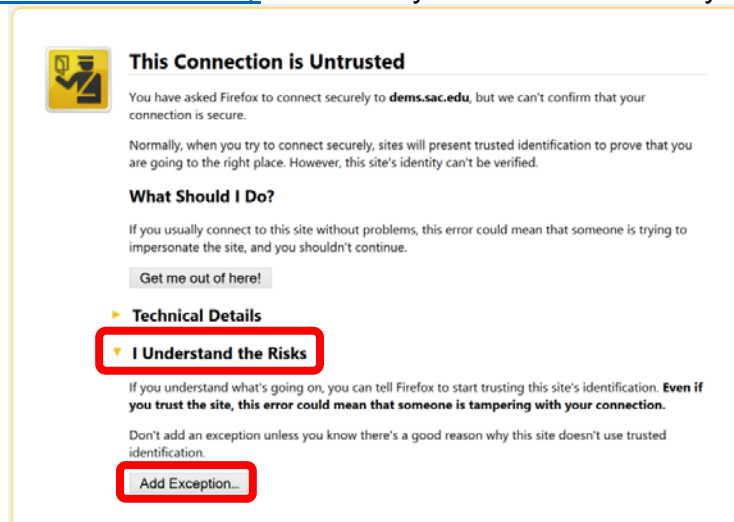 This Connection is Untrusted
You have asked Firefox to connect securely to dems.sac.edu, but we can't confirm that your
connection is secure.
Normally, when you try to connect securely, sites will present trusted identification to prove that you
are going to the right place. However, this site's identity can't be verified.
What Should I Do?
If you usually connect to this site without problems, this error could mean that someone is trying to
impersonate the site, and you shouldn't continue.
Get me out of here!
Technical Details
I Understand the Risks
If you understand what's going on, you can tell Firefox to start trusting this site's identification. Even if
you trust the site, this error could mean that someone is tampering with your connection.
Don't add an exception unless you know there's a good reason why this site doesn't use trusted
identification.
Add Exception...